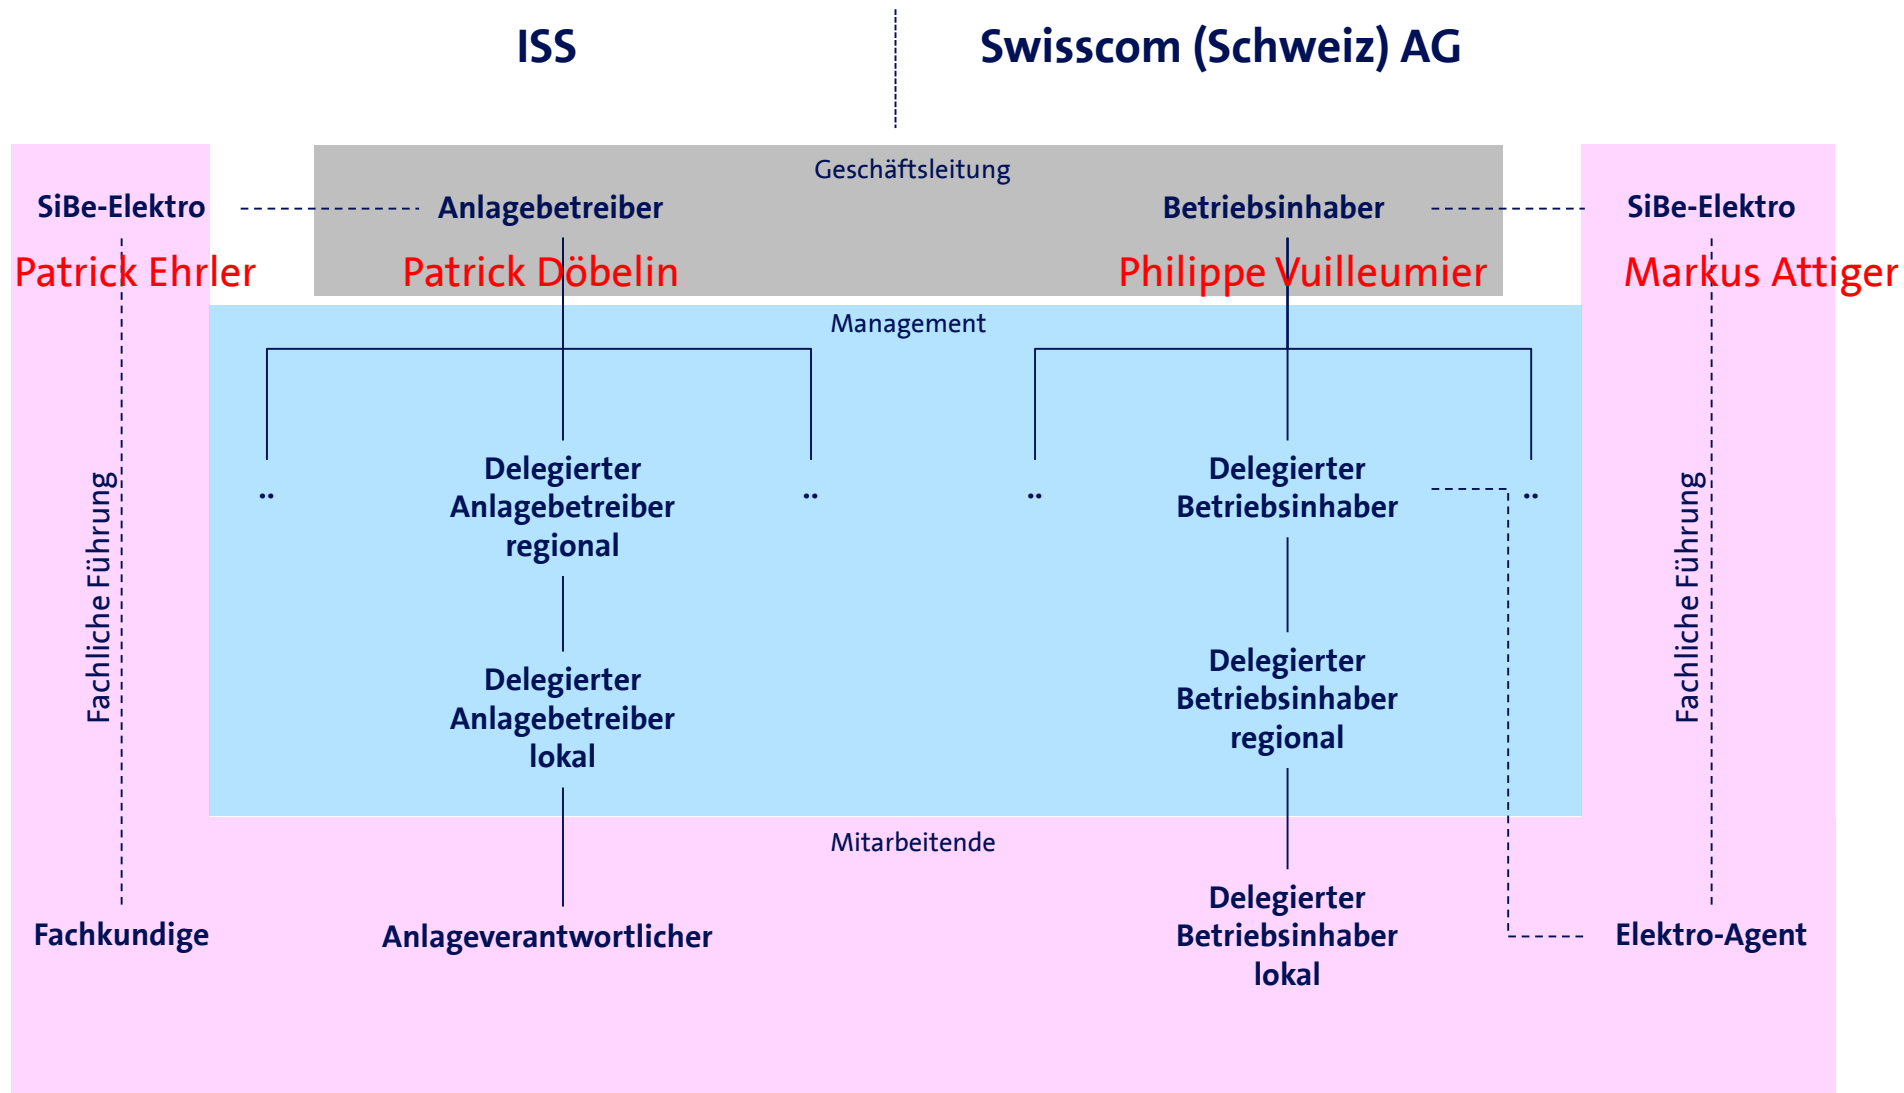 ISS
Swisscom (Schweiz) AG
Geschäftsleitung
SiBe-Elektro
Anlagebetreiber
Betriebsinhaber
SiBe-Elektro
Patrick Ehrler
Patrick Döbelin
Philippe Vuilleumier
Markus Attiger
Management
..
Delegierter
Anlagebetreiber
regional
..
..
Delegierter
Betriebsinhaber
..
Fachliche Führung
Fachliche Führung
Delegierter
Anlagebetreiber
lokal
Delegierter
Betriebsinhaber
regional
Mitarbeitende
Fachkundige
Anlageverantwortlicher
Delegierter
Betriebsinhaber
lokal
Elektro-Agent